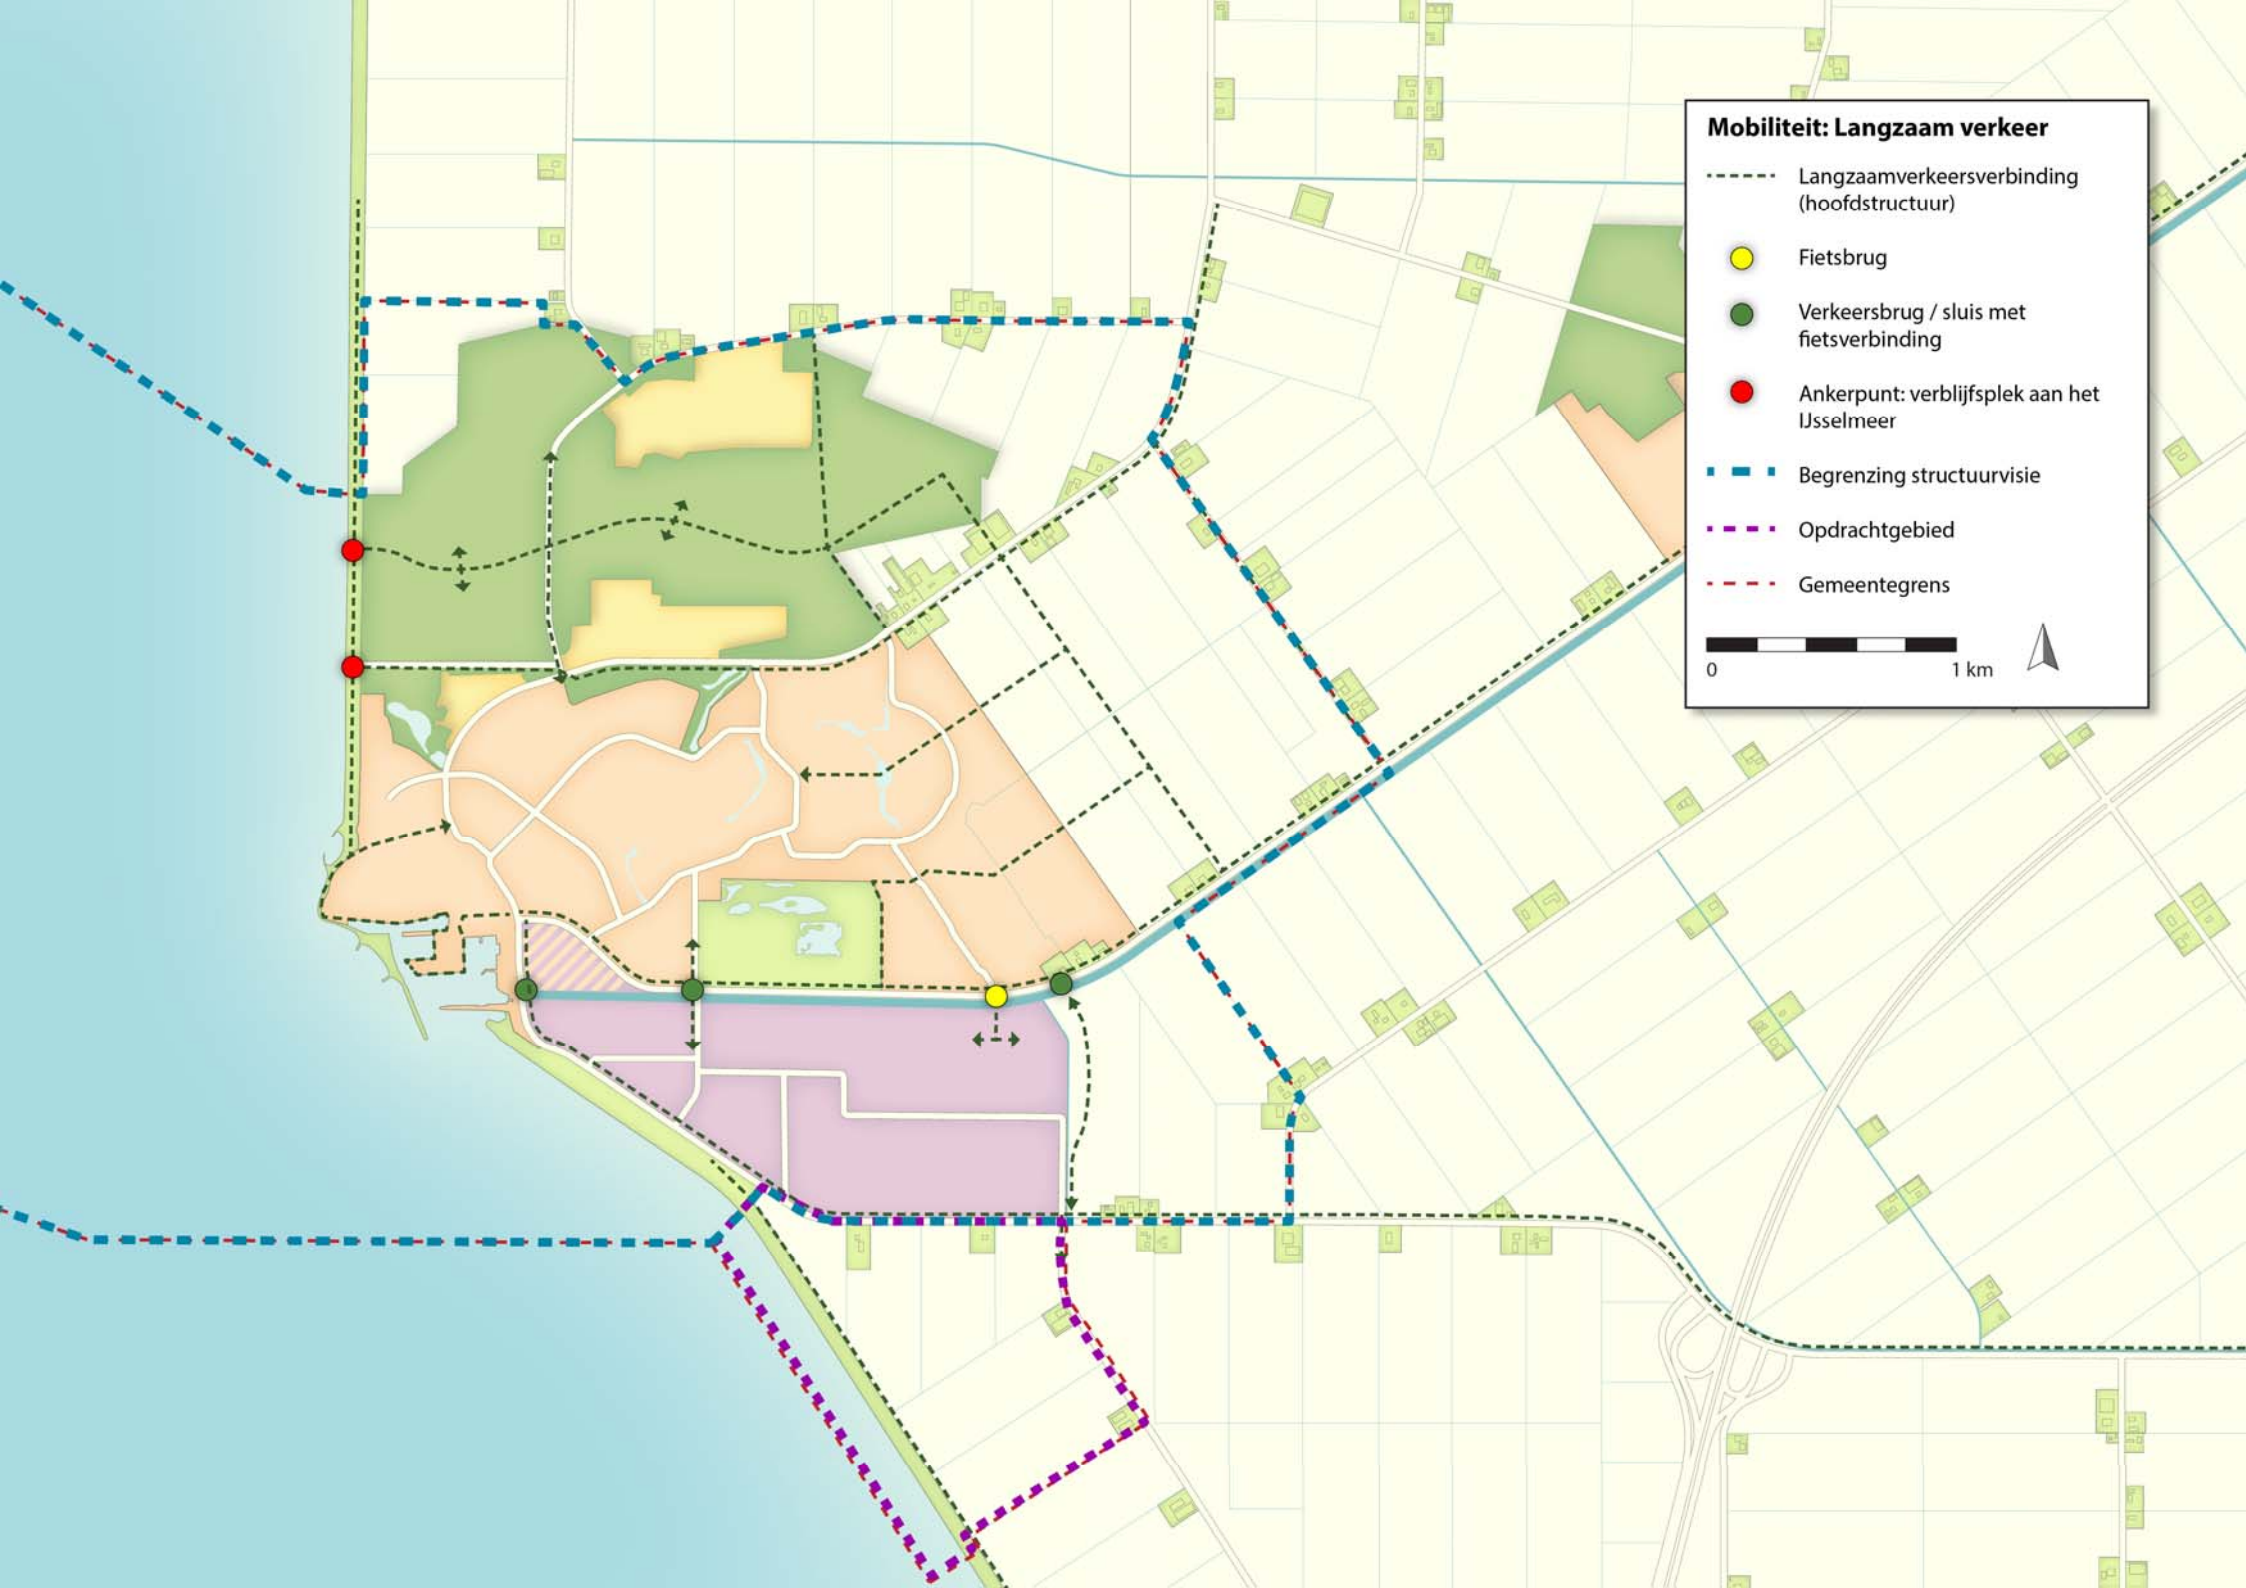 Mobiliteit: Langzaam verkeer
Langzaamverkeersverbinding
(hoofdstructuur)
Fietsbrug
Verkeersbrug / sluis met
fietsverbinding
Ankerpunt: verblijfsplek aan het
IJsselmeer
Begrenzing structuurvisie
Opdrachtgebied
Gemeentegrens
0 1 km